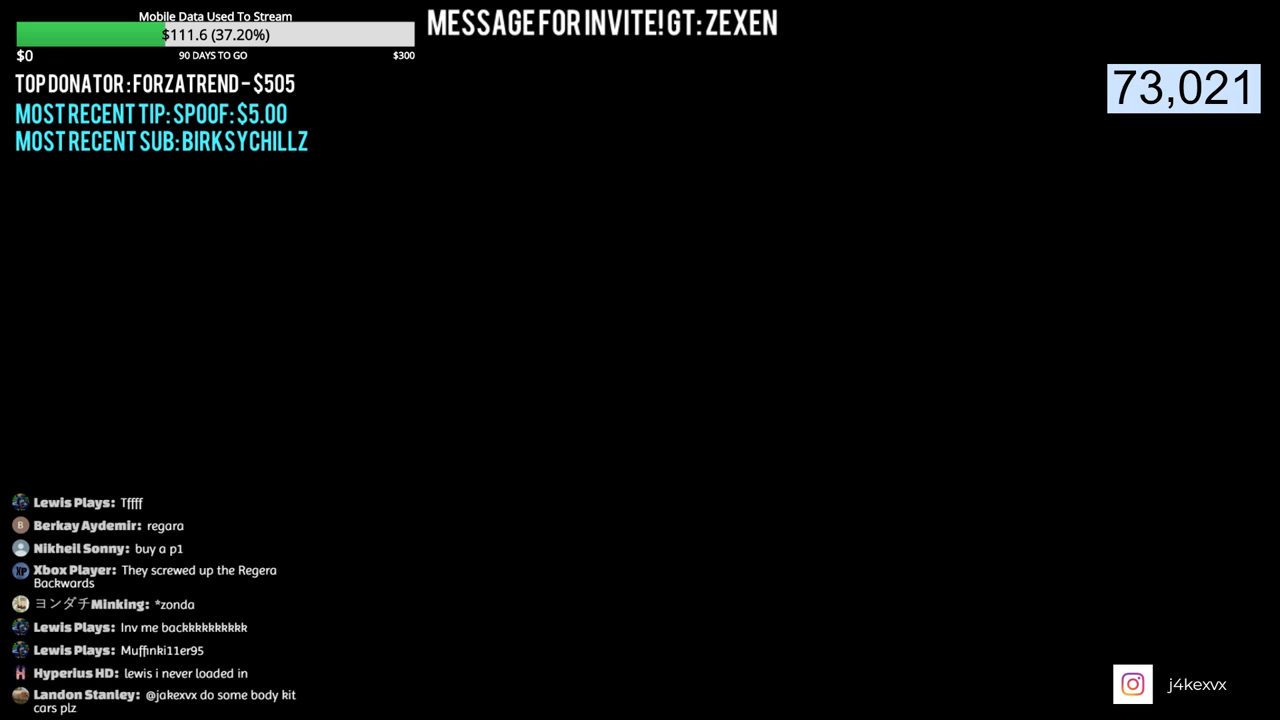 Mobile Data Used To Stream
$111.6 (37.20%)
$0 90 DAYS TO GO $300
MESSAGE FOR INVITE! GT: ZEXEN
73,021
TOP DONATOR : FORZATREND - $505
MOST RECENT TIP: SPOOF: $5.00
MOST RECENT SUB: BIRKSYCHILLZ
Lewis Plays: Tffff
B Berkay Aydemir: regara
Nikheil Sonny: buy a p1
XP Xbox Player: They screwed up the Regera
Backwards
ヨンダチMinking: *zonda
Lewis Plays: Inv me backkkkkkkkkk
Lewis Plays: Muffinki11er95
H Hyperius HD: lewis i never loaded in
Landon Stanley: @jakexvx do some body kit
cars plz
j4kexvx